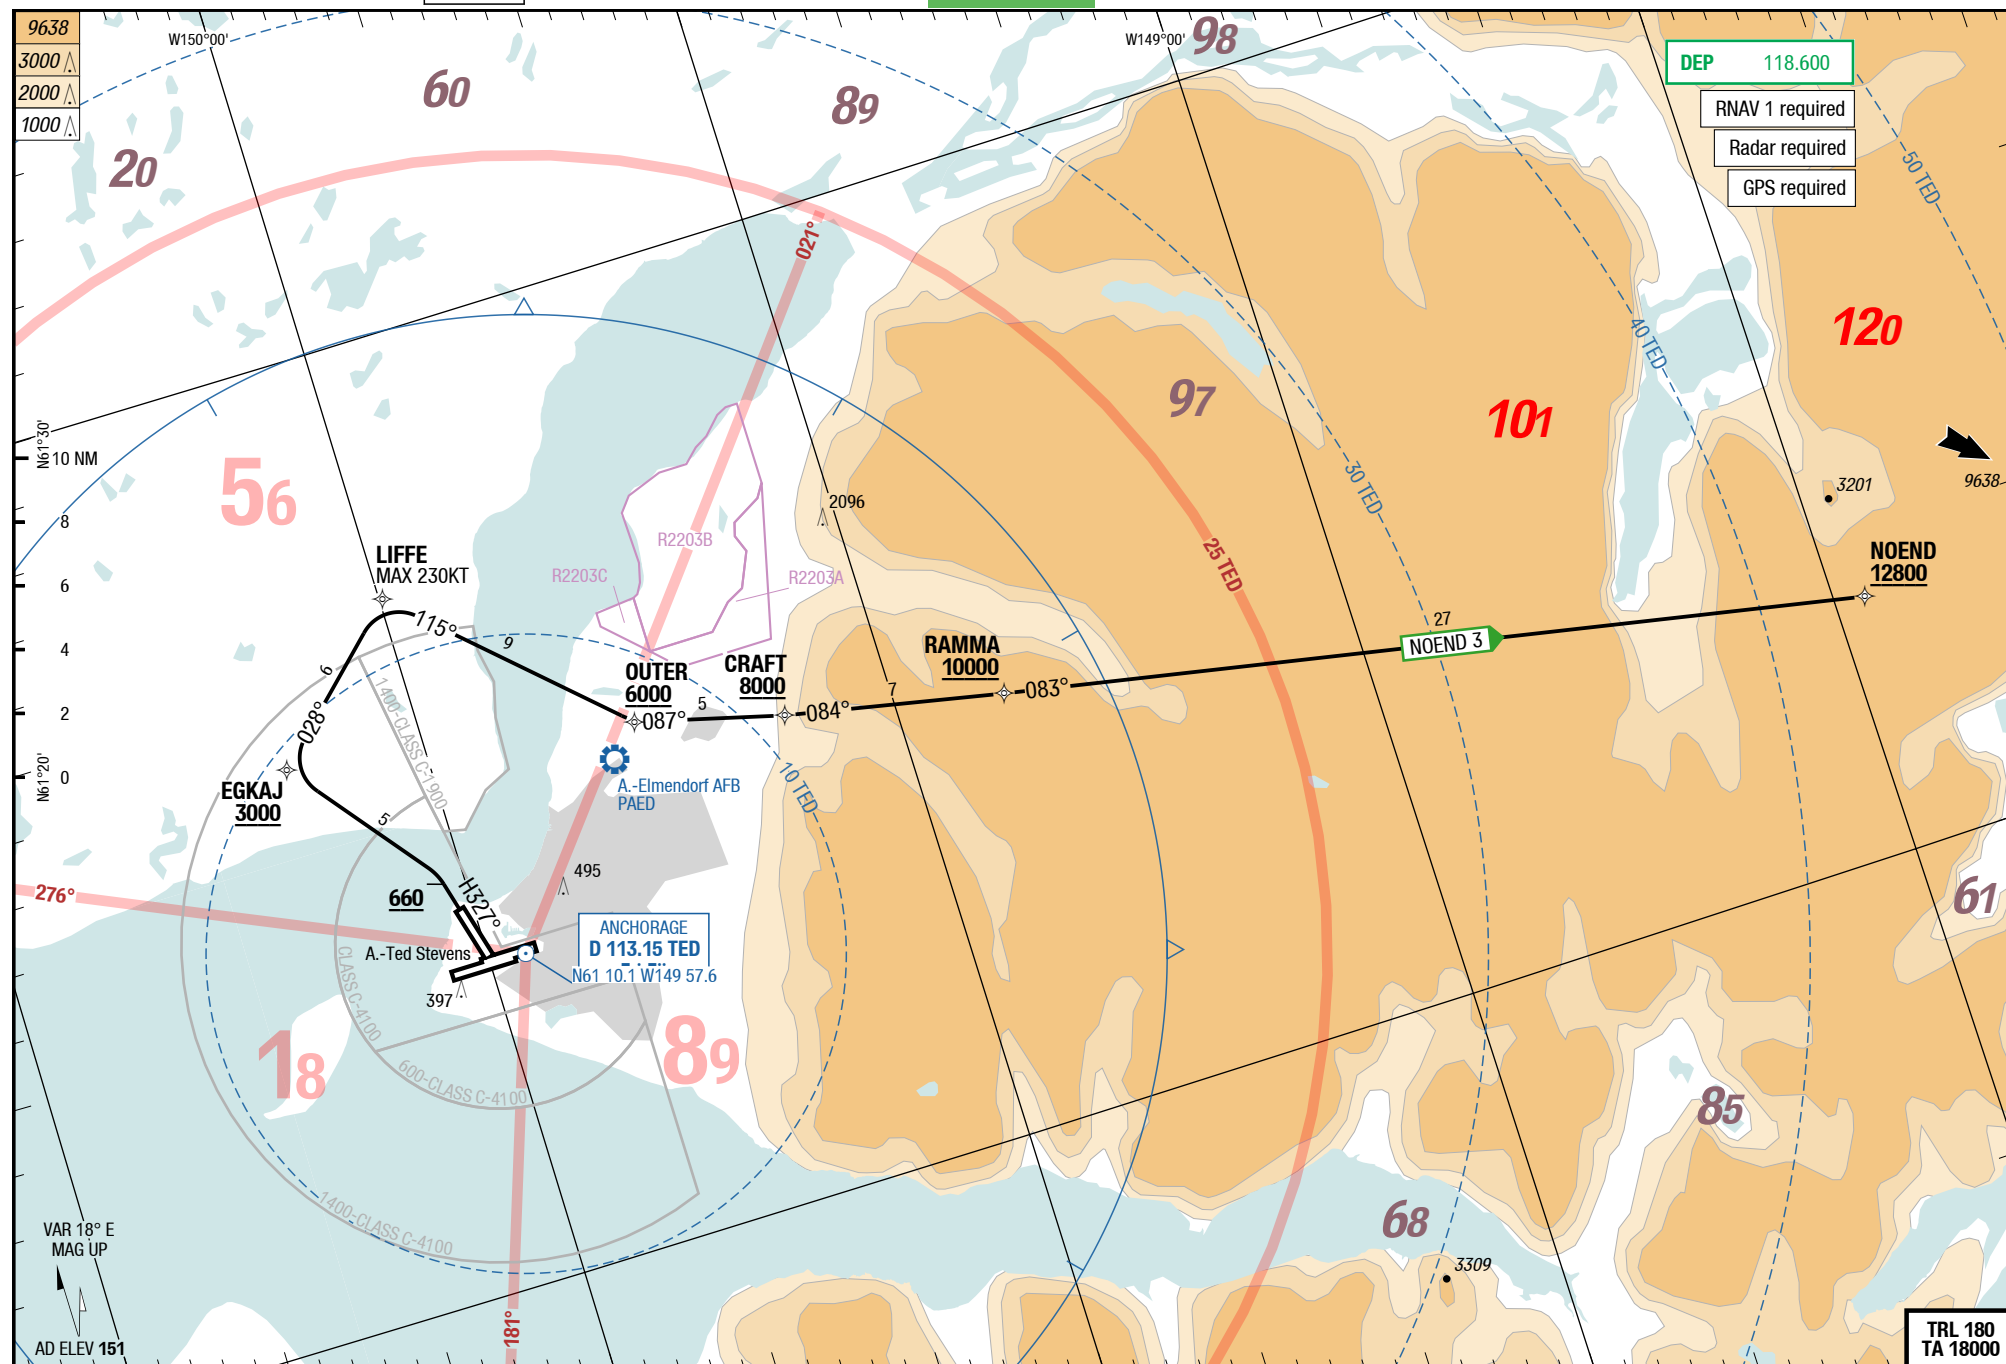 9638
3000
2000
1000
W150°00'
W149°00'
98
60
89
20
DEP 118.600
RNAV 1 required
Radar required
GPS required
50 TED
021°
120
40 TED
97
101
N61°30'
10 NM
8
6
4
2
0
N61°20'
56
30 TED
3201
9638
2096
R2203B
R2203C
R2203A
25 TED
LIFFE
MAX 230KT
NOEND
12800
115°
9
6
028°
27
NOEND 3
RAMMA
10000
083°
CRAFT
8000
084°
7
OUTER
6000
087°
5
1400-CLASS C-1900
10 TED
A.-Elmendorf AFB
PAED
EGKAJ
3000
5
495
660
H327°
276°
61
A.-Ted Stevens
ANCHORAGE
D 113.15 TED
N61 10.1 W149 57.6
397
CLASS C-4100
18
89
600-CLASS C-4100
85
1400-CLASS C-4100
68
3309
VAR 18° E
MAG UP
181°
AD ELEV 151
TRL 180
TA 18000